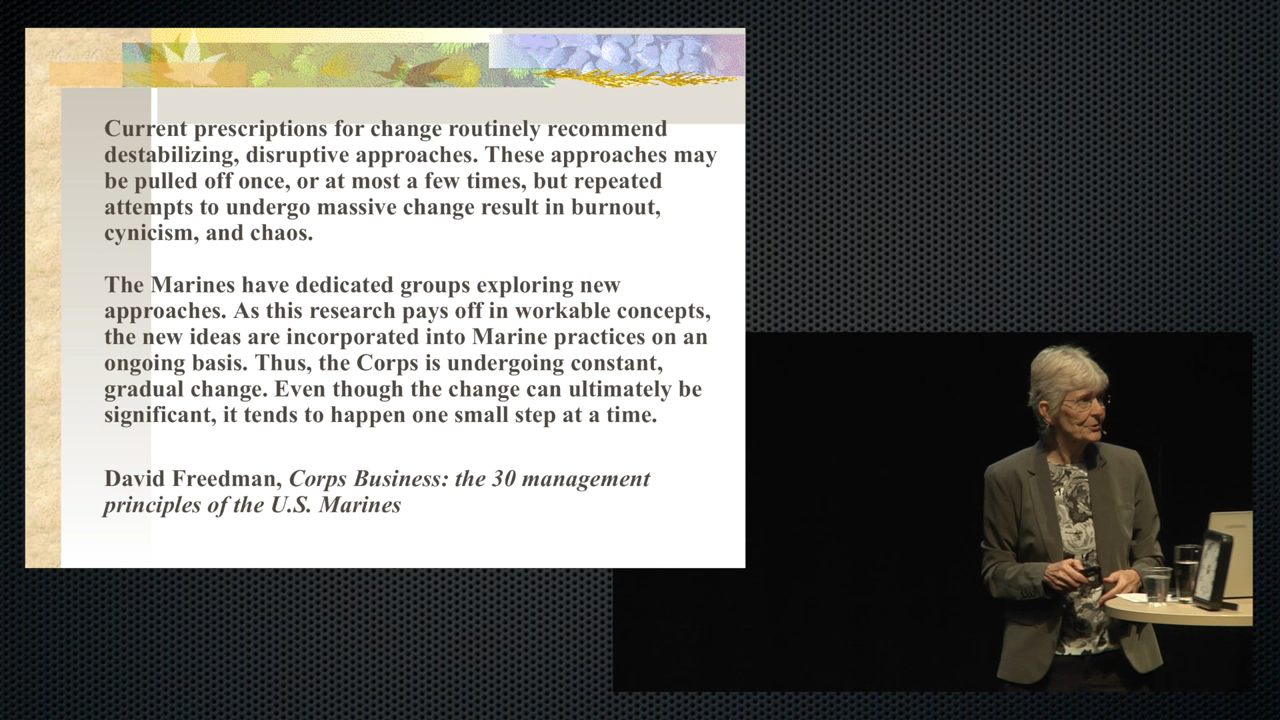 Current prescriptions for change routinely recommend
destabilizing, disruptive approaches. These approaches may
be pulled off once, or at most a few times, but repeated
attempts to undergo massive change result in burnout,
cynicism, and chaos.
The Marines have dedicated groups exploring new
approaches. As this research pays off in workable concepts,
the new ideas are incorporated into Marine practices on an
ongoing basis. Thus, the Corps is undergoing constant,
gradual change. Even though the change can ultimately be
significant, it tends to happen one small step at a time.
David Freedman, Corps Business: the 30 management
principles of the U.S. Marines